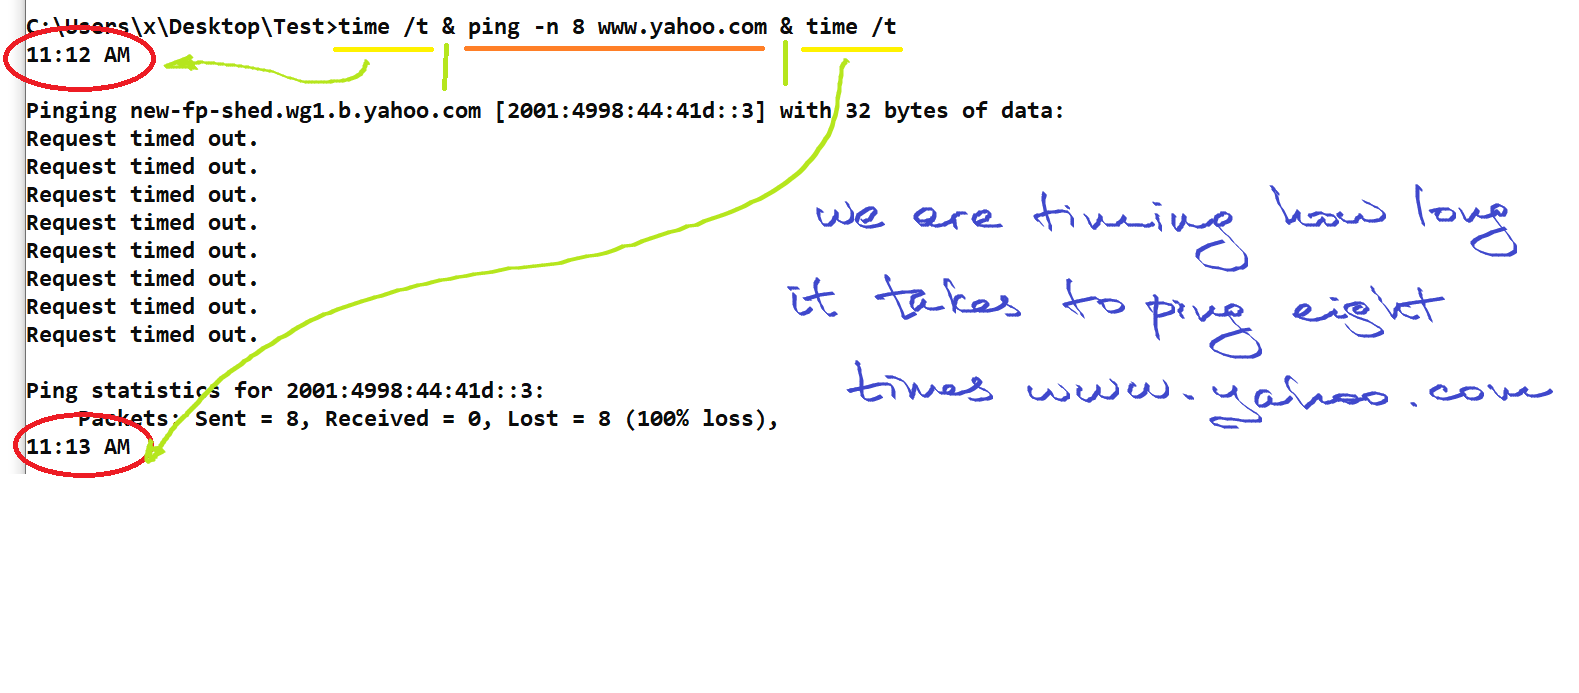 C:\Users\x\Desktop\Test>time /t & ping -n 8 www.yahoo.com & time /t
11:12 AM
Pinging new-fp-shed.wg1.b.yahoo.com [2001:4998:44:41d::3] with 32 bytes of data:
Request timed out.
Request timed out.
Request timed out.
Request timed out.
Request timed out.
Request timed out.
Request timed out.
Request timed out.
we are timing how long
it takes to ping eight
times www.yahoo.com
Ping statistics for 2001:4998:44:41d::3:
Packets: Sent = 8, Received = 0, Lost = 8 (100% loss),
11:13 AM